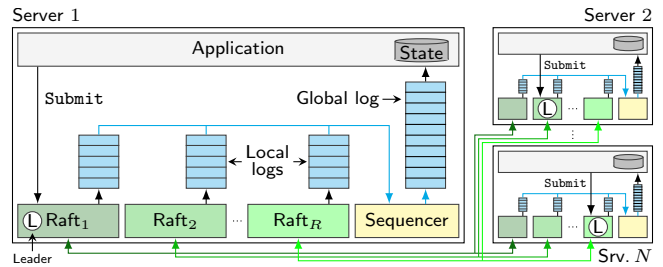 Server 1
Application
State
Submit
Global log
Local
logs
L
Raft1
Raft2
...
RaftR
Sequencer
Leader
Server 2
Submit
L
...
⋮
Submit
...
L
Srv. N